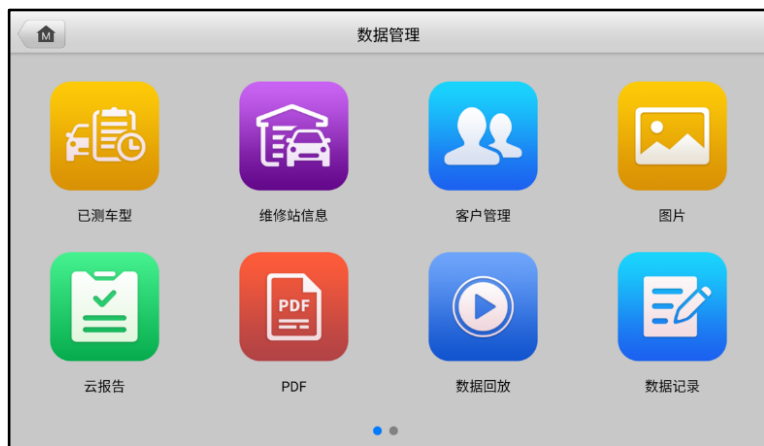 M
数据管理
已测车型
维修站信息
客户管理
图片
PDF
云报告
PDF
数据回放
数据记录